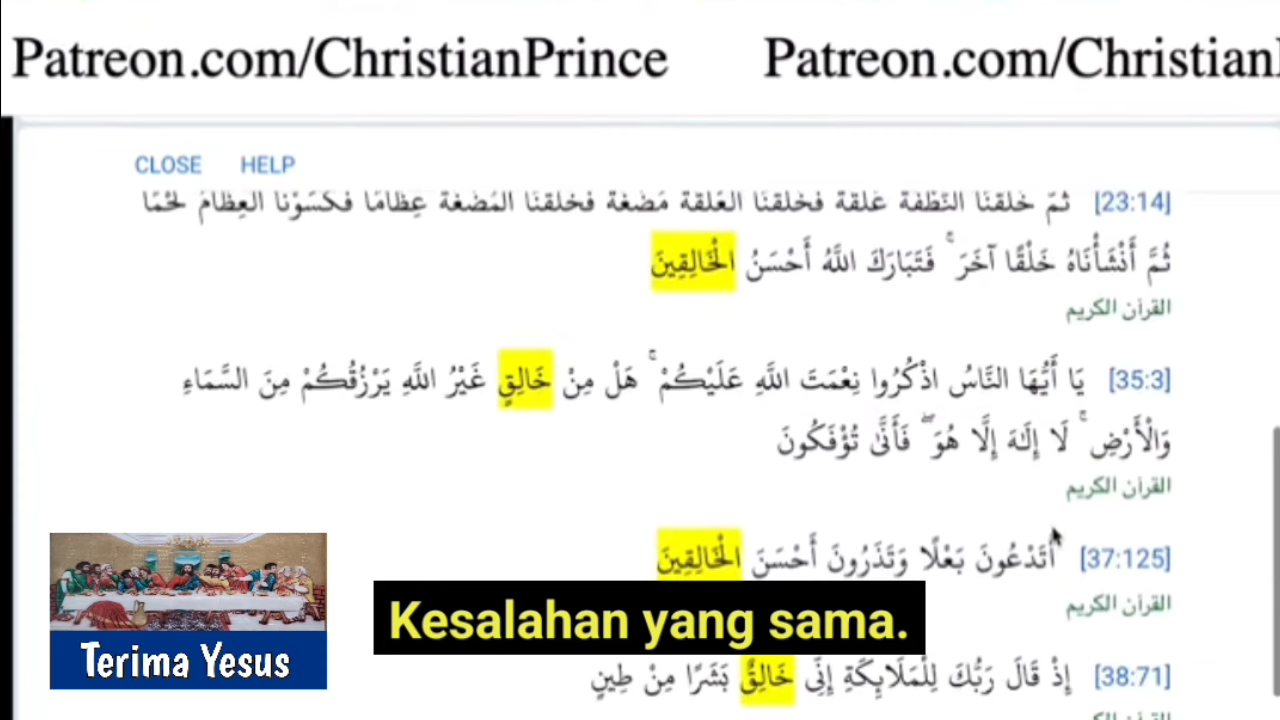 Patreon.com/ChristianPrince Patreon.com/Christian
CLOSE HELP
[23:14] ثُمَّ خَلَقْنَا النُّطْفَةَ عَلَقَةً فَخَلَقْنَا الْعَلَقَةَ مُضْغَةً فَخَلَقْنَا الْمُضْغَةَ عِظَامًا فَكَسَوْنَا الْعِظَامَ لَحْمًا
ثُمَّ أَنْشَأْنَاهُ خَلْقًا آخَرَ ۚ فَتَبَارَكَ اللَّهُ أَحْسَنُ الْخَالِقِينَ
القرآن الكريم
[35:3] يَا أَيُّهَا النَّاسُ اذْكُرُوا نِعْمَتَ اللَّهِ عَلَيْكُمْ ۚ هَلْ مِنْ خَالِقٍ غَيْرُ اللَّهِ يَرْزُقُكُمْ مِنَ السَّمَاءِ
وَالْأَرْضِ ۚ لَا إِلَٰهَ إِلَّا هُوَ ۖ فَأَنَّىٰ تُؤْفَكُونَ
القرآن الكريم
[37:125] أَتَدْعُونَ بَعْلًا وَتَذَرُونَ أَحْسَنَ الْخَالِقِينَ
القرآن الكريم
Kesalahan yang sama.
Terima Yesus
[38:71] إِذْ قَالَ رَبُّكَ لِلْمَلَائِكَةِ إِنِّي خَالِقٌ بَشَرًا مِنْ طِينٍ